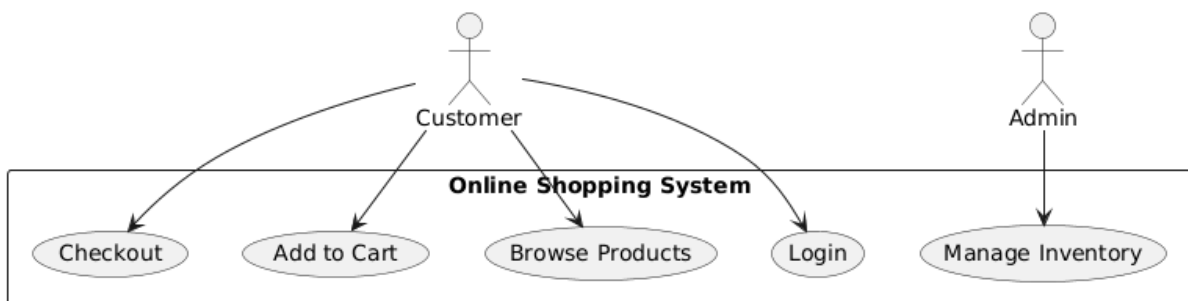 Customer
Admin
Online Shopping System
Checkout
Add to Cart
Browse Products
Login
Manage Inventory